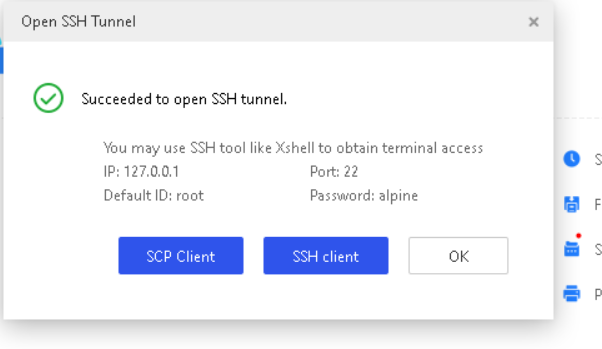 Open SSH Tunnel
Succeeded to open SSH tunnel.
You may use SSH tool like Xshell to obtain terminal access
IP: 127.0.0.1 Port: 22
Default ID: root Password: alpine
SCP Client SSH client OK
S
F
S
P